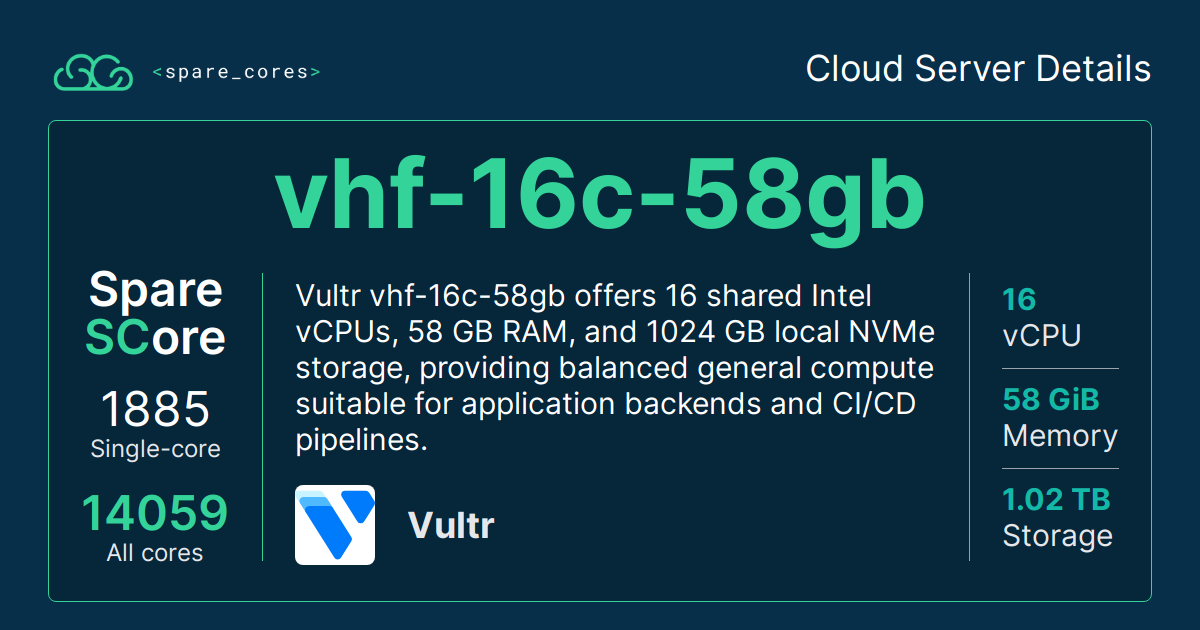 <spare_cores>
Cloud Server Details
vhf-16c-58gb
Spare
SCore
1885
Single-core
14059
All cores
Vultr vhf-16c-58gb offers 16 shared Intel
vCPUs, 58 GB RAM, and 1024 GB local NVMe
storage, providing balanced general compute
suitable for application backends and CI/CD
pipelines.
Vultr
16
vCPU
58 GiB
Memory
1.02 TB
Storage